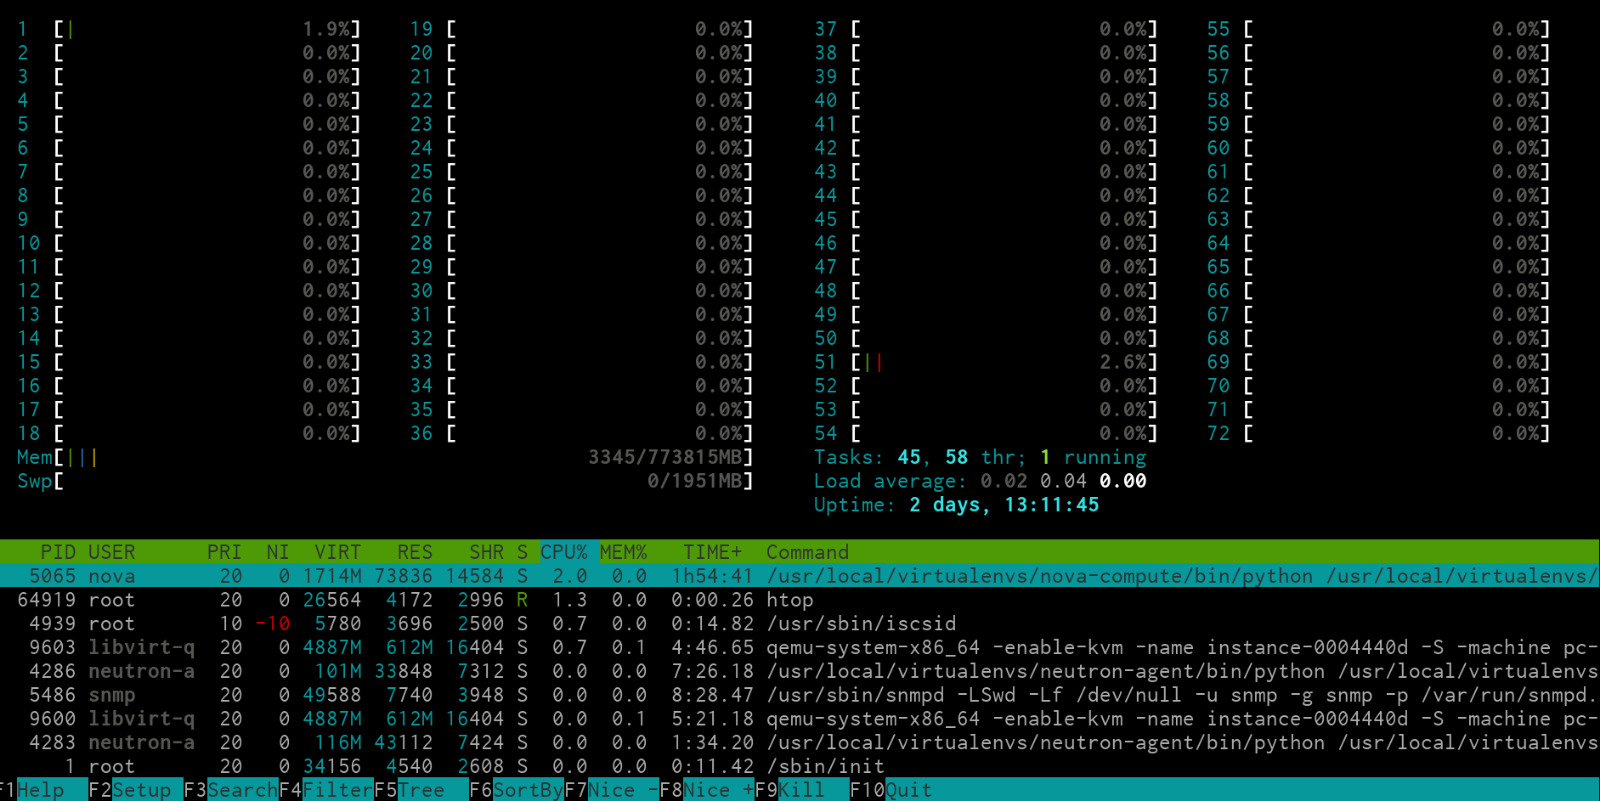 1 [| 1.9%] 19 [ 0.0%] 37 [ 0.0%] 55 [ 0.0%]
2 [ 0.0%] 20 [ 0.0%] 38 [ 0.0%] 56 [ 0.0%]
3 [ 0.0%] 21 [ 0.0%] 39 [ 0.0%] 57 [ 0.0%]
4 [ 0.0%] 22 [ 0.0%] 40 [ 0.0%] 58 [ 0.0%]
5 [ 0.0%] 23 [ 0.0%] 41 [ 0.0%] 59 [ 0.0%]
6 [ 0.0%] 24 [ 0.0%] 42 [ 0.0%] 60 [ 0.0%]
7 [ 0.0%] 25 [ 0.0%] 43 [ 0.0%] 61 [ 0.0%]
8 [ 0.0%] 26 [ 0.0%] 44 [ 0.0%] 62 [ 0.0%]
9 [ 0.0%] 27 [ 0.0%] 45 [ 0.0%] 63 [ 0.0%]
10 [ 0.0%] 28 [ 0.0%] 46 [ 0.0%] 64 [ 0.0%]
11 [ 0.0%] 29 [ 0.0%] 47 [ 0.0%] 65 [ 0.0%]
12 [ 0.0%] 30 [ 0.0%] 48 [ 0.0%] 66 [ 0.0%]
13 [ 0.0%] 31 [ 0.0%] 49 [ 0.0%] 67 [ 0.0%]
14 [ 0.0%] 32 [ 0.0%] 50 [ 0.0%] 68 [ 0.0%]
15 [ 0.0%] 33 [ 0.0%] 51 [|| 2.6%] 69 [ 0.0%]
16 [ 0.0%] 34 [ 0.0%] 52 [ 0.0%] 70 [ 0.0%]
17 [ 0.0%] 35 [ 0.0%] 53 [ 0.0%] 71 [ 0.0%]
18 [ 0.0%] 36 [ 0.0%] 54 [ 0.0%] 72 [ 0.0%]
Mem[||| 3345/773815MB] Tasks: 45, 58 thr; 1 running
Swp[ 0/1951MB] Load average: 0.02 0.04 0.00
Uptime: 2 days, 13:11:45
PID USER PRI NI VIRT RES SHR S CPU% MEM% TIME+ Command
5065 nova 20 0 1714M 73836 14584 S 2.0 0.0 1h54:41 /usr/local/virtualenvs/nova-compute/bin/python /usr/local/virtualenvs/
64919 root 20 0 26564 4172 2996 R 1.3 0.0 0:00.26 htop
4939 root 10 -10 5780 3696 2500 S 0.7 0.0 0:14.82 /usr/sbin/iscsid
9603 libvirt-q 20 0 4887M 612M 16404 S 0.7 0.1 4:46.65 qemu-system-x86_64 -enable-kvm -name instance-0004440d -S -machine pc-
4286 neutron-a 20 0 101M 33848 7312 S 0.0 0.0 7:26.18 /usr/local/virtualenvs/neutron-agent/bin/python /usr/local/virtualenvs
5486 snmp 20 0 49588 7740 3948 S 0.0 0.0 8:28.47 /usr/sbin/snmpd -LSwd -Lf /dev/null -u snmp -g snmp -p /var/run/snmpd.
9600 libvirt-q 20 0 4887M 612M 16404 S 0.0 0.1 5:21.18 qemu-system-x86_64 -enable-kvm -name instance-0004440d -S -machine pc-
4283 neutron-a 20 0 116M 43112 7424 S 0.0 0.0 1:34.20 /usr/local/virtualenvs/neutron-agent/bin/python /usr/local/virtualenvs
1 root 20 0 34156 4540 2608 S 0.0 0.0 0:11.42 /sbin/init
F1Help F2Setup F3SearchF4FilterF5Tree F6SortByF7Nice -F8Nice +F9Kill F10Quit